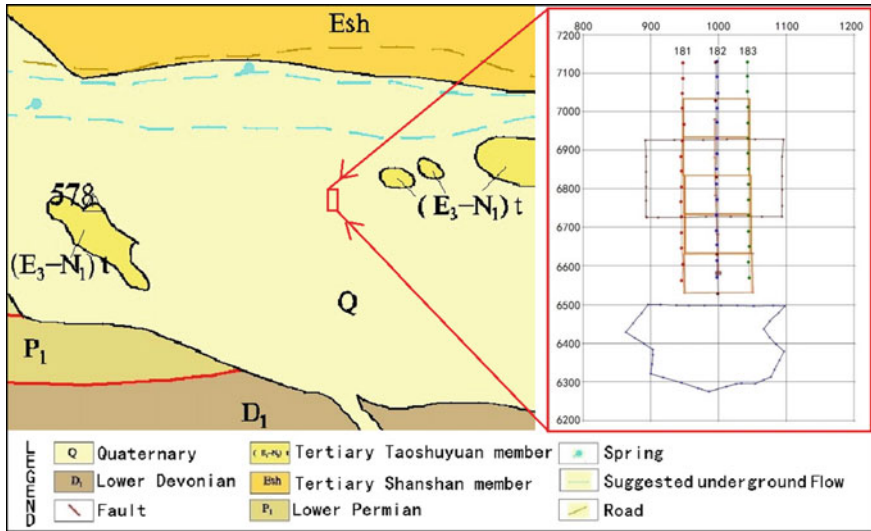 Esh
578
(E₃-N₁) t
(E₃-N₁) t
Q
P₁
D₁
800 900 1000 1100 1200
7200
7100
7000
6900
6800
6700
6600
6500
6400
6300
6200
181 182 183
LEGEND
Q Quaternary
D₁ Lower Devonian
Fault
(E₃-N₁) t Tertiary Taoshuyuan member
Esh Tertiary Shanshan member
P₁ Lower Permian
Spring
Suggested underground Flow
Road